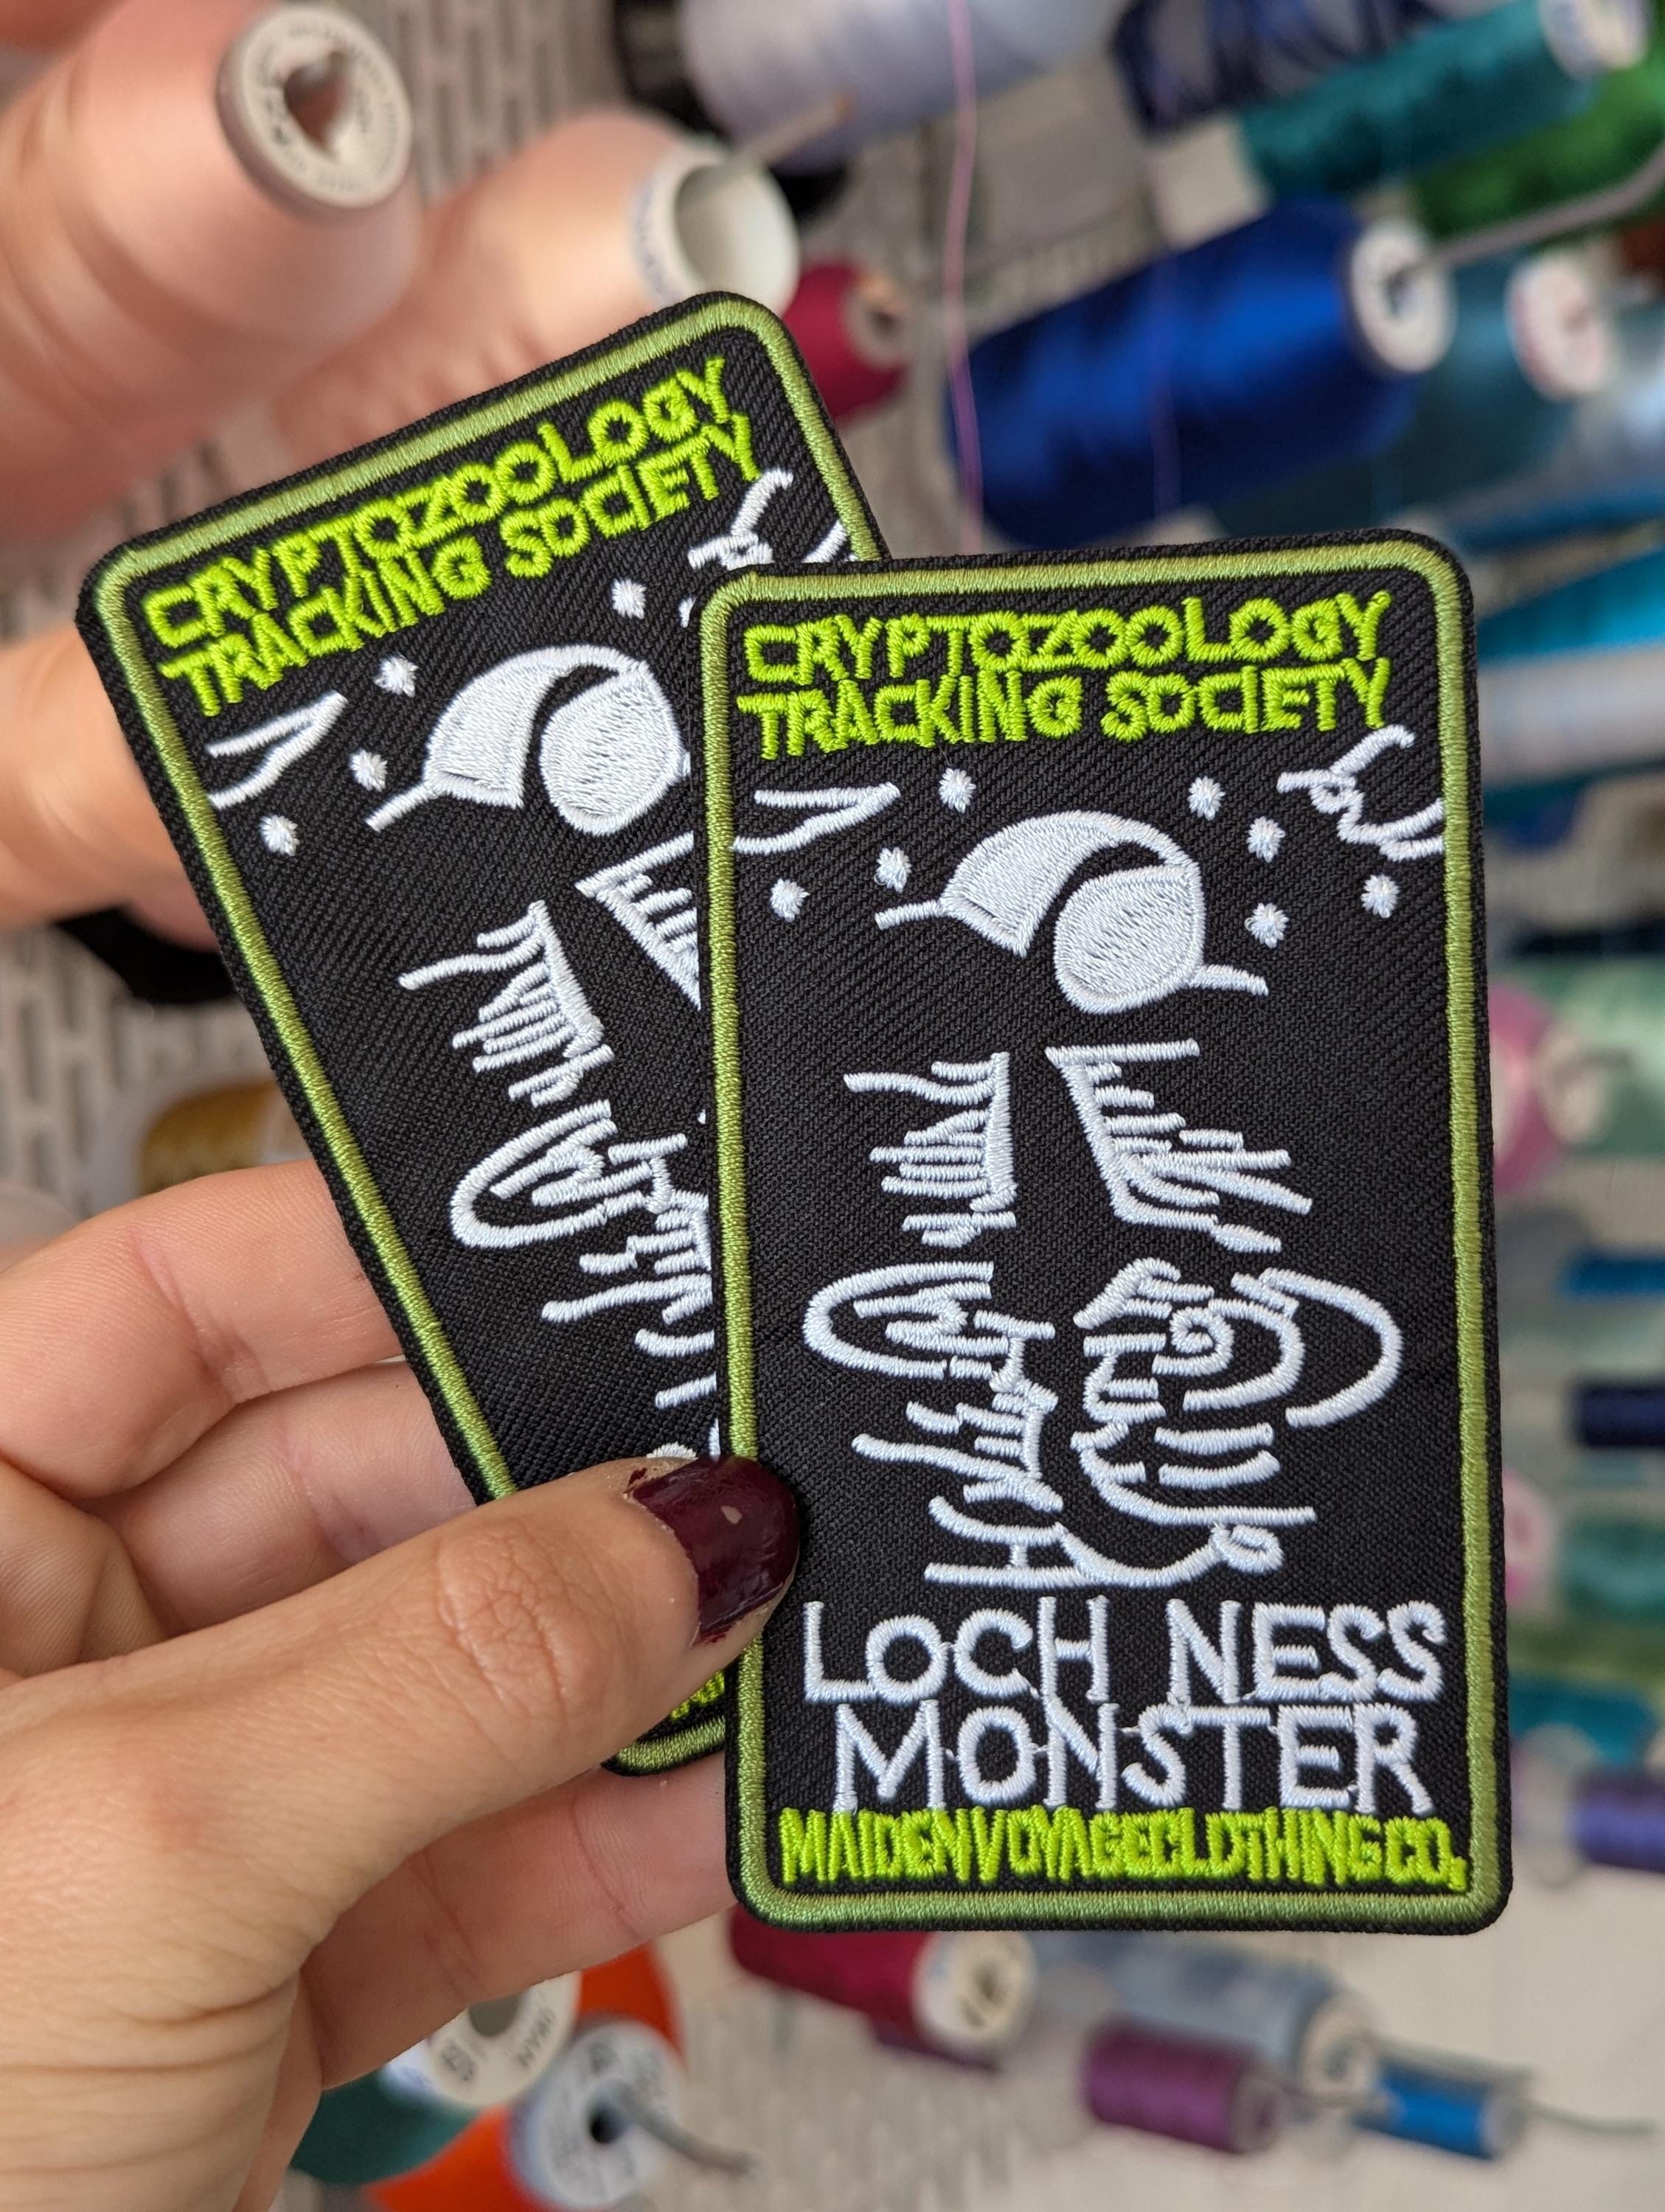 CRYPTOZOOLOGY
TRACKING SOCIETY
CRYPTOZOOLOGY
TRACKING SOCIETY
LOCH NESS
MONSTER
MAIDENVOYAGECLOTHINGCO.